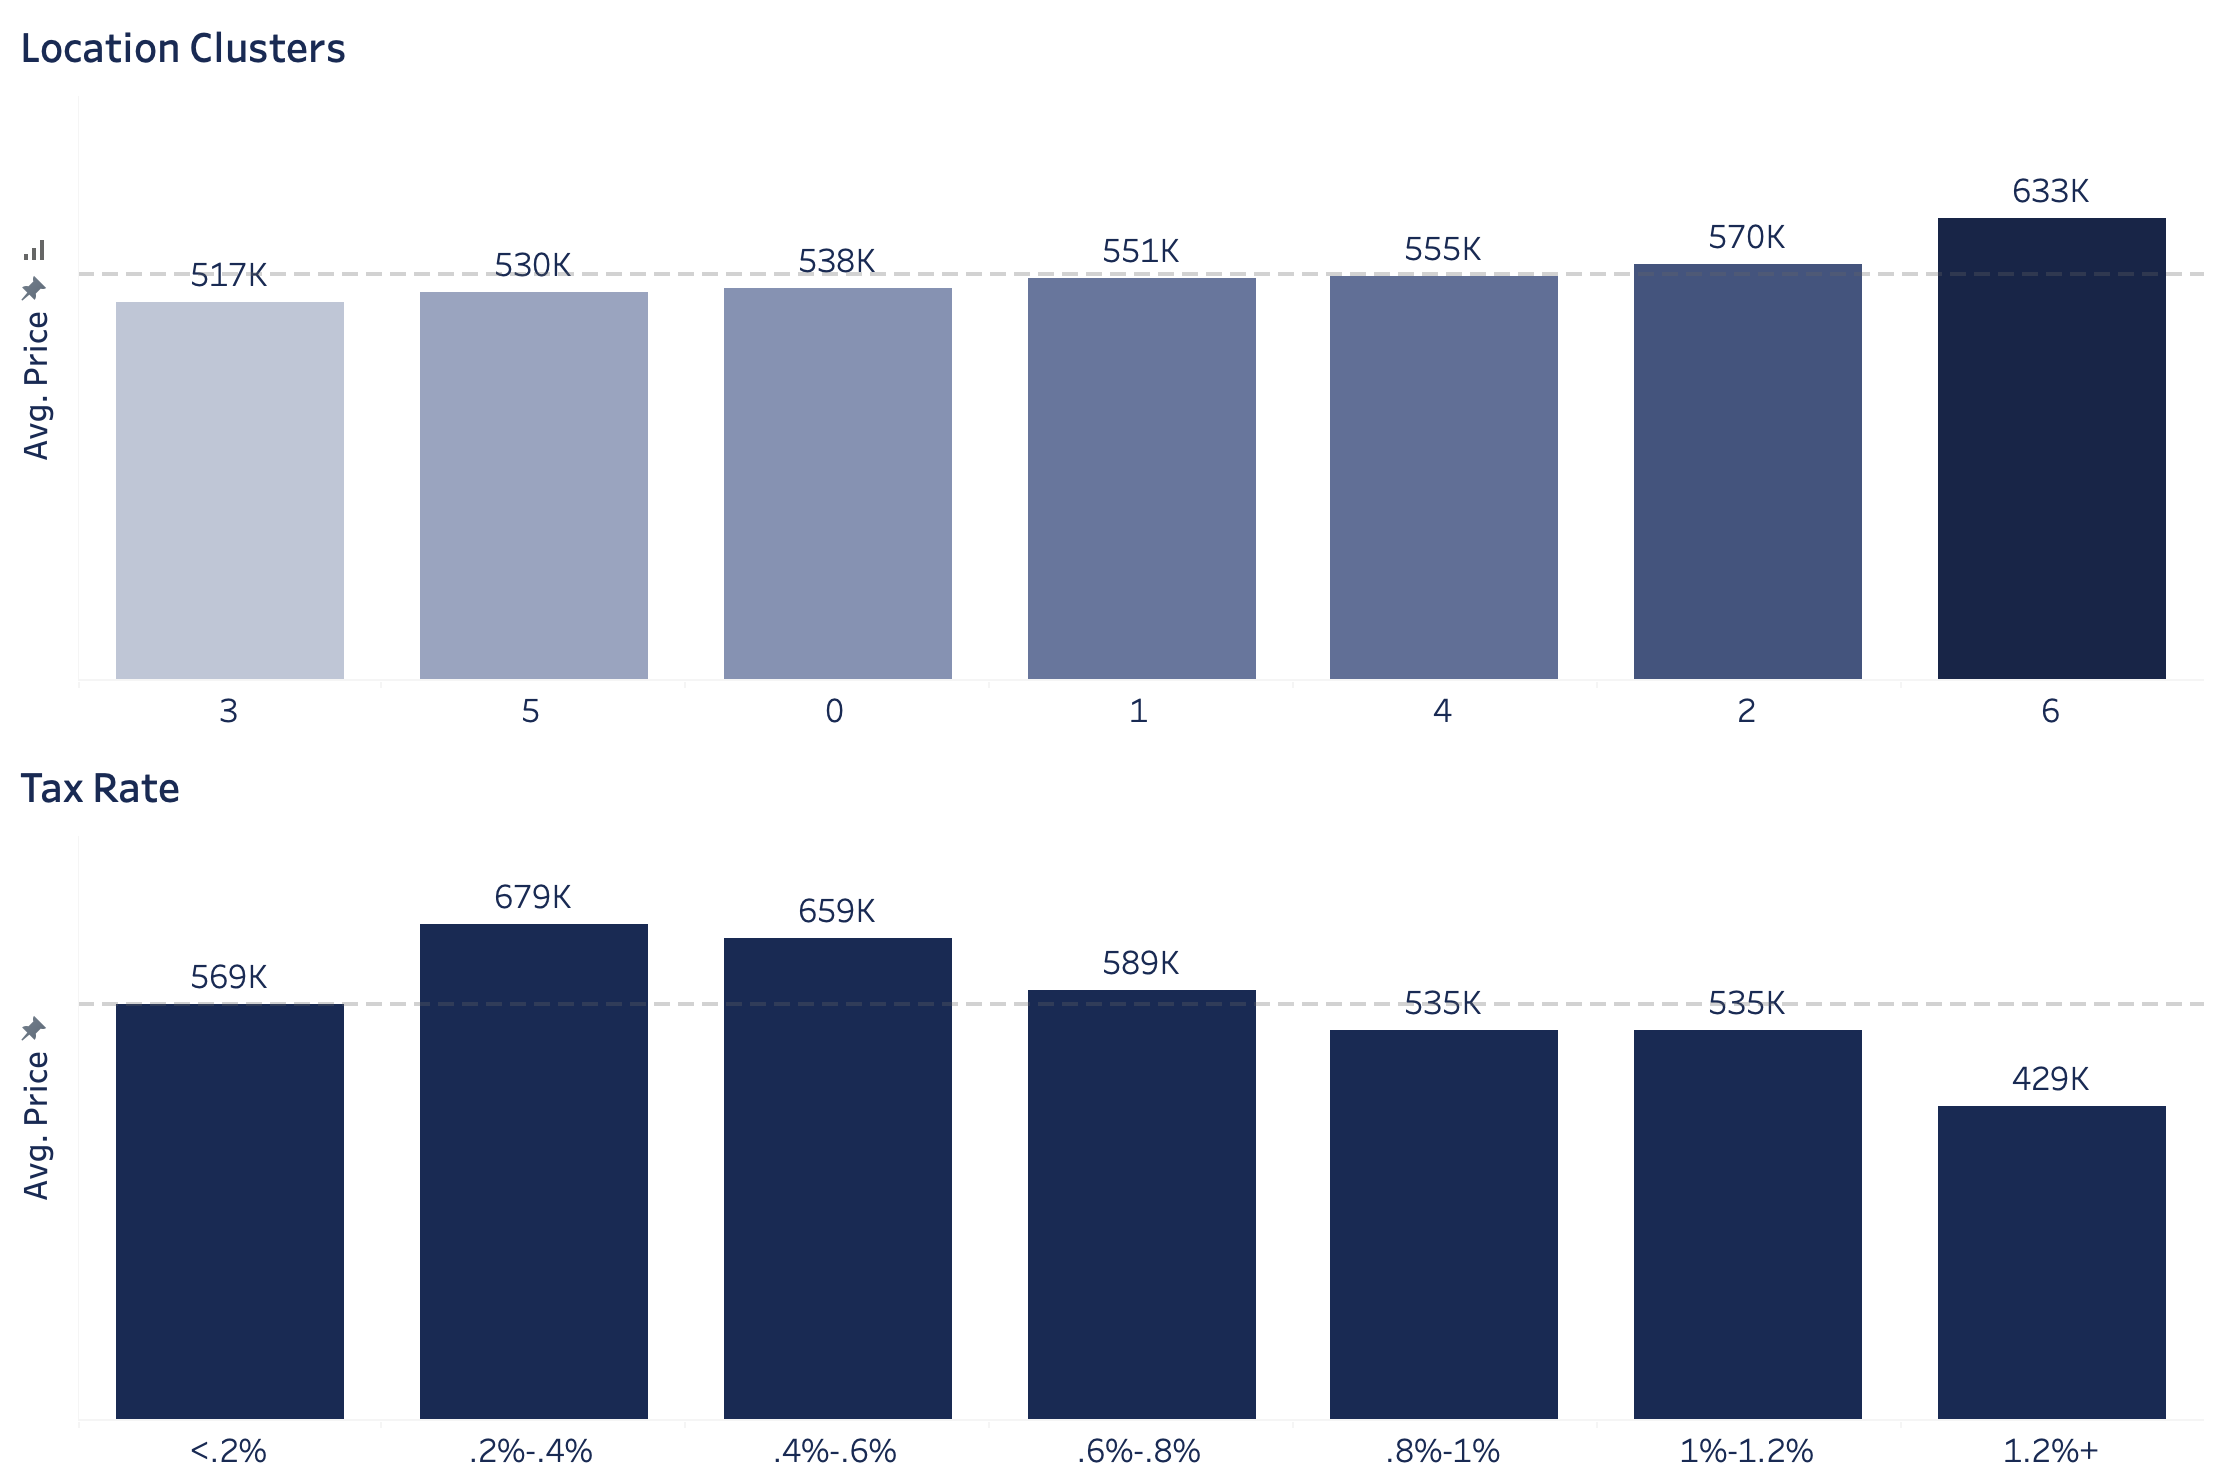 Location Clusters
Avg. Price
517K
530K
538K
551K
555K
570K
633K
3
5
0
1
4
2
6
Tax Rate
Avg. Price
569K
679K
659K
589K
535K
535K
429K
<.2%
.2%-.4%
.4%-.6%
.6%-.8%
.8%-1%
1%-1.2%
1.2%+